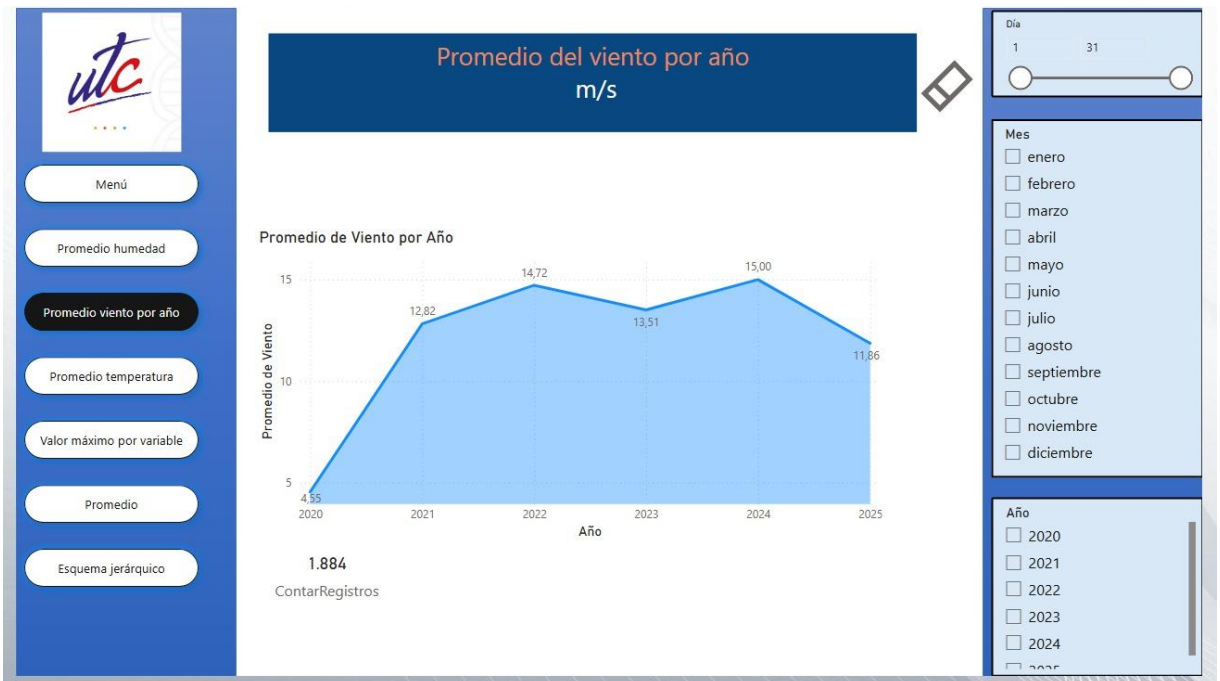 utc
Menú
Promedio humedad
Promedio viento por año
Promedio temperatura
Valor máximo por variable
Promedio
Esquema jerárquico
Promedio del viento por año
m/s
Promedio de Viento por Año
Promedio de Viento
15
10
5
4,55
12,82
14,72
13,51
15,00
11,86
2020
2021
2022
2023
2024
2025
Año
1.884
ContarRegistros
Día
1
31
Mes
enero
febrero
marzo
abril
mayo
junio
julio
agosto
septiembre
octubre
noviembre
diciembre
Año
2020
2021
2022
2023
2024
2025